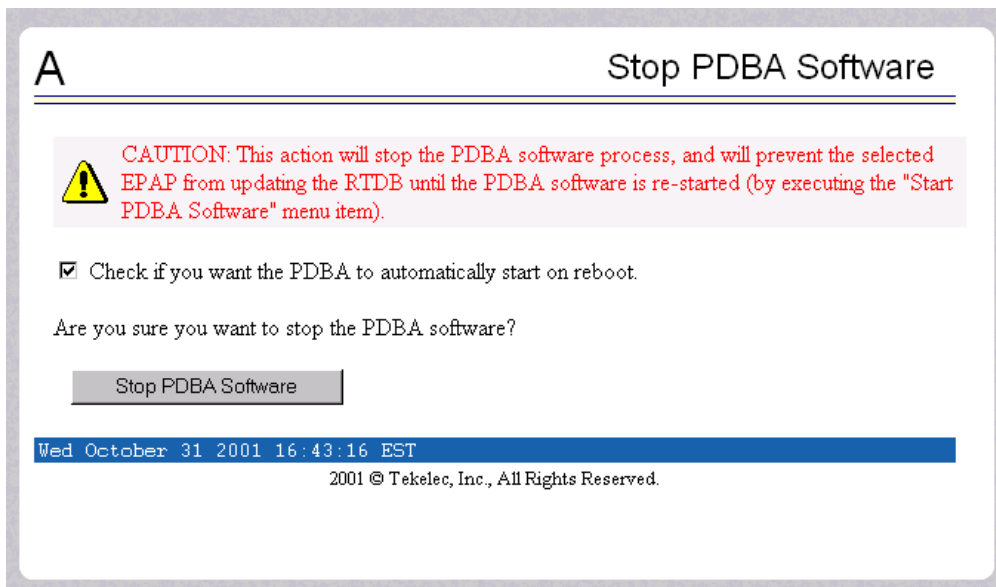 A
Stop PDBA Software
CAUTION: This action will stop the PDBA software process, and will prevent the selected
EPAP from updating the RTDB until the PDBA software is re-started (by executing the "Start
PDBA Software" menu item).
Check if you want the PDBA to automatically start on reboot.
Are you sure you want to stop the PDBA software?
Stop PDBA Software
Wed October 31 2001 16:43:16 EST
2001 © Tekelec, Inc., All Rights Reserved.